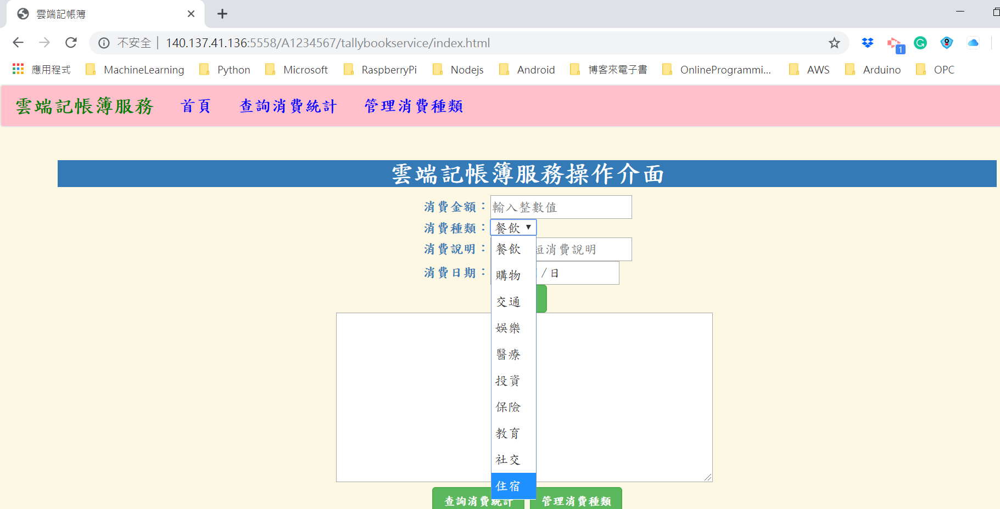 雲端記帳簿
不安全 | 140.137.41.136:5558/A1234567/tallybookservice/index.html
1
應用程式 MachineLearning Python Microsoft RaspberryPi Nodejs Android 博客來電子書 OnlineProgrammi... AWS Arduino OPC
雲端記帳簿服務 首頁 查詢消費統計 管理消費種類
雲端記帳簿服務操作介面
消費金額：輸入整數值
消費種類：餐飲
消費說明：短消費說明
消費日期：/日
餐飲
購物
交通
娛樂
醫療
投資
保險
教育
社交
住宿
查詢消費統計 管理消費種類